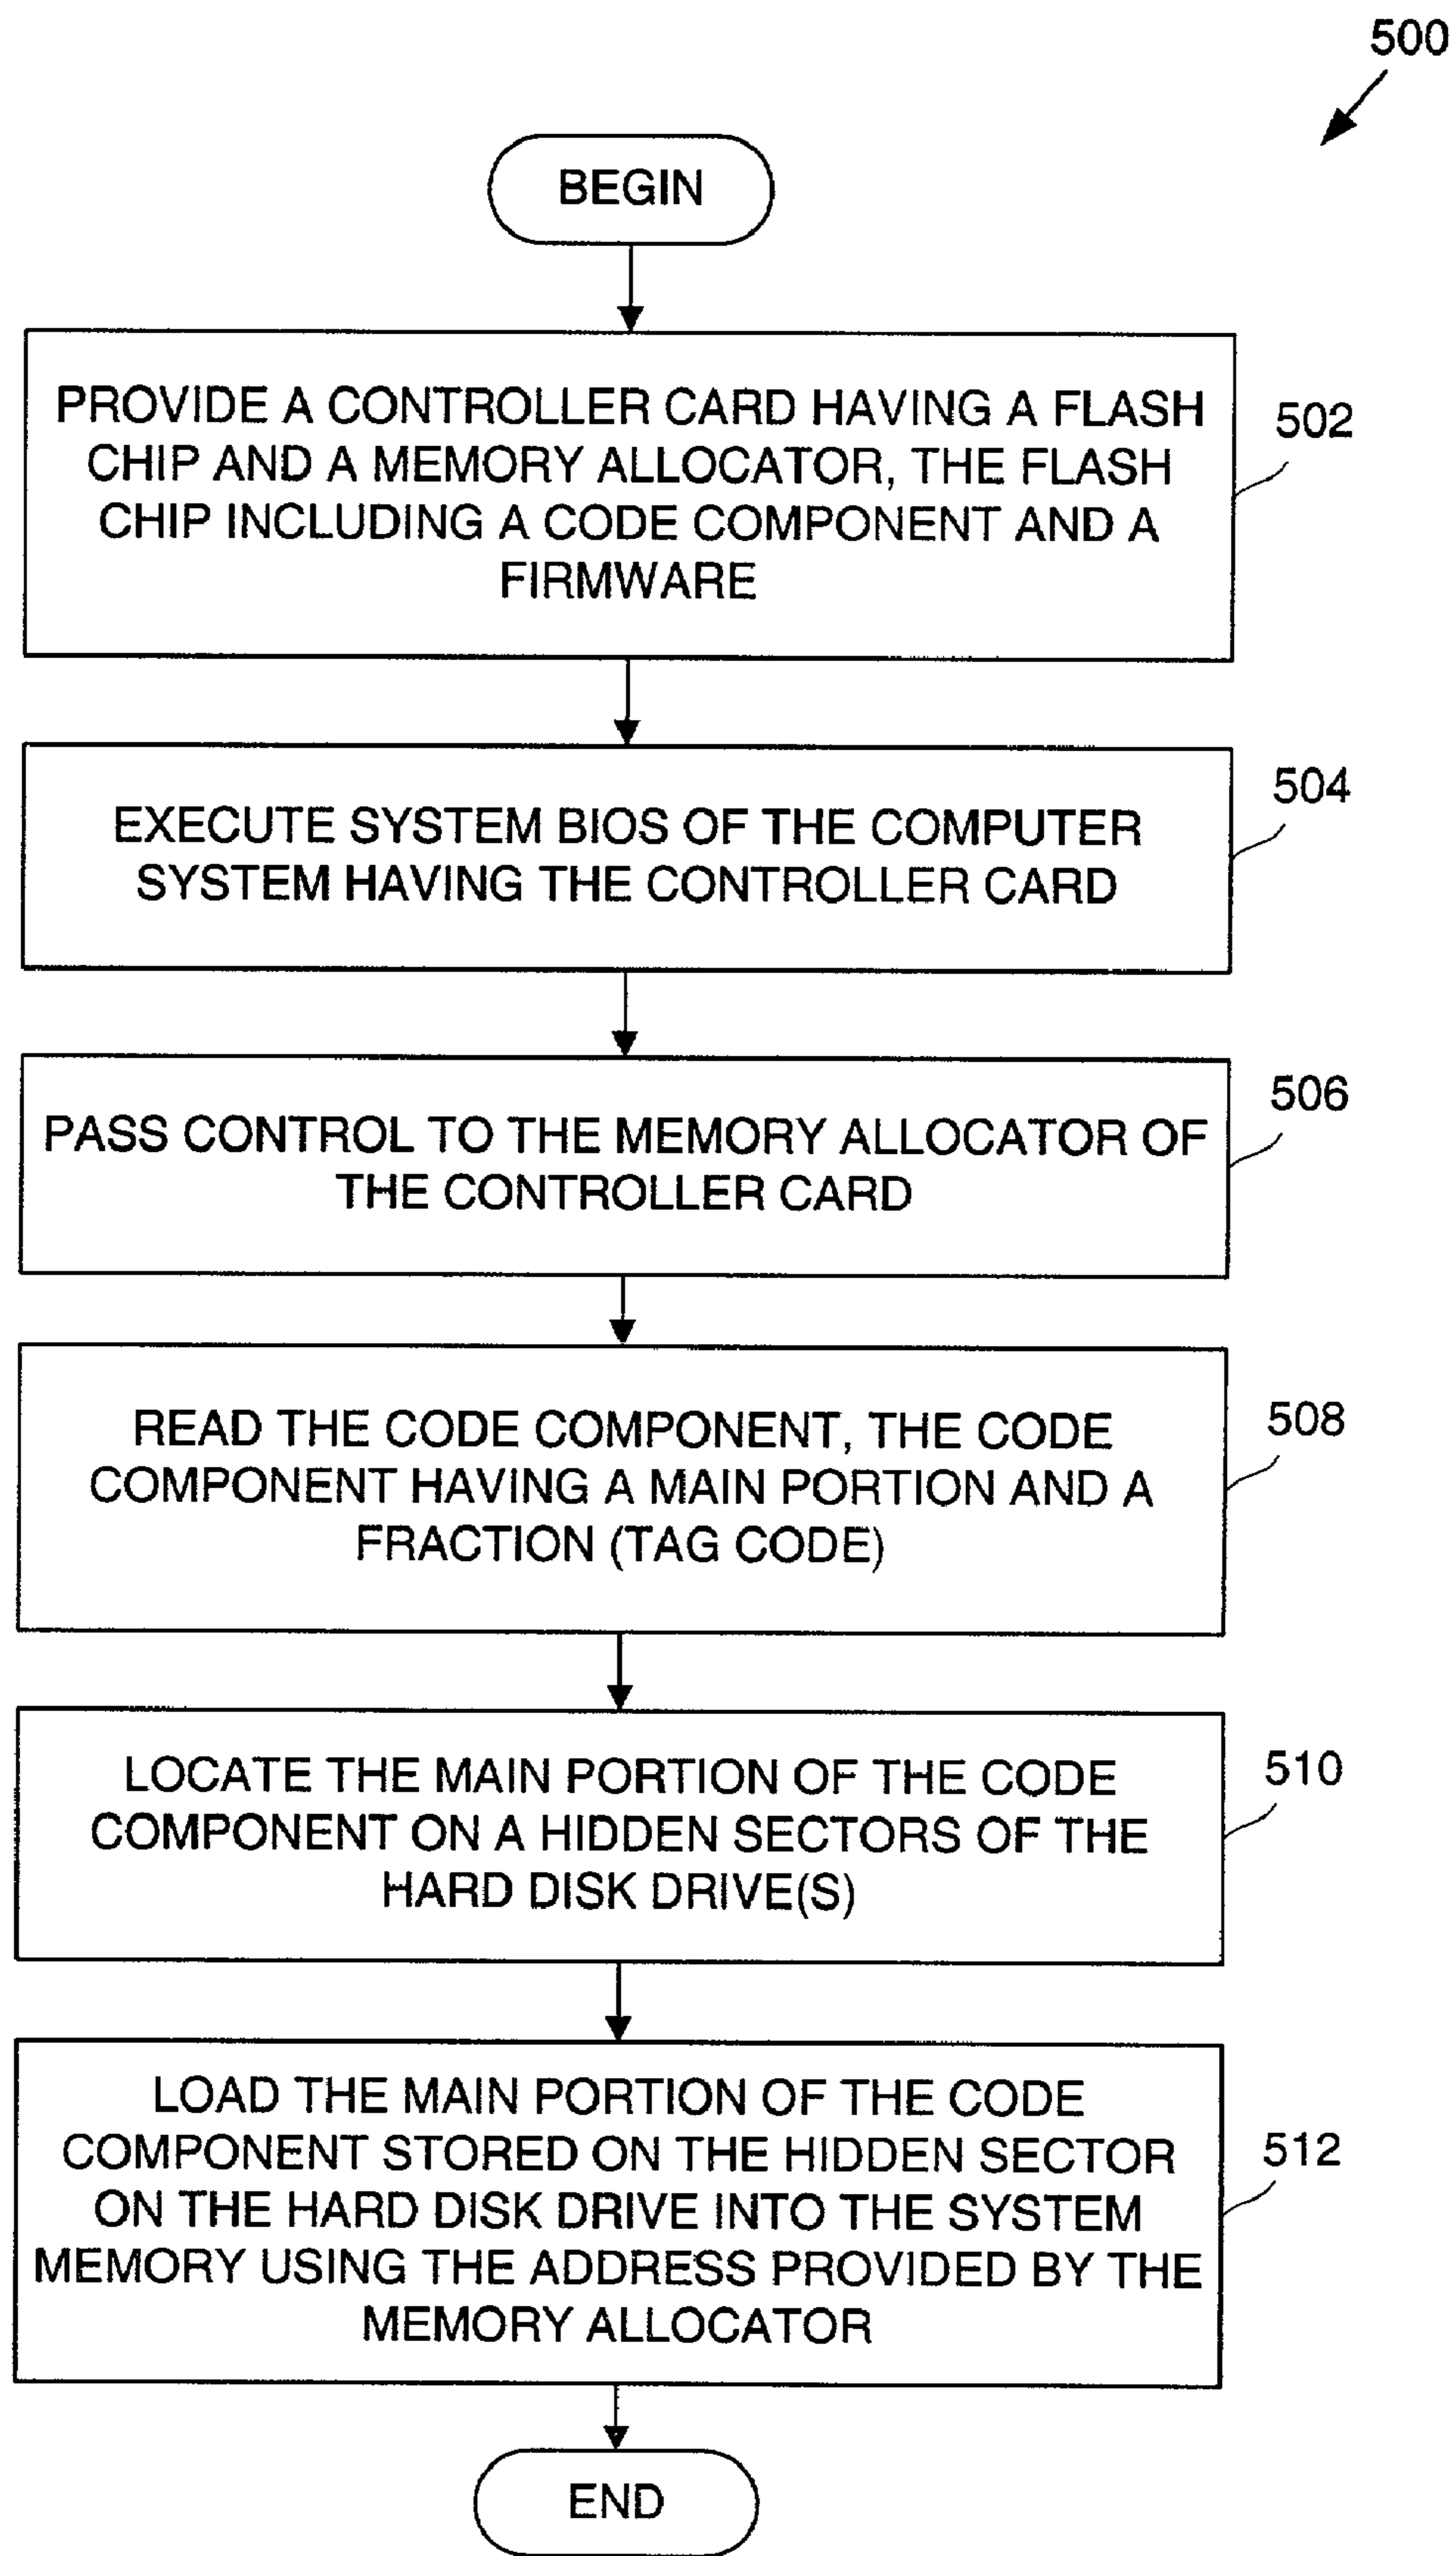 500
BEGIN
PROVIDE A CONTROLLER CARD HAVING A FLASH
CHIP AND A MEMORY ALLOCATOR, THE FLASH
CHIP INCLUDING A CODE COMPONENT AND A
FIRMWARE
502
EXECUTE SYSTEM BIOS OF THE COMPUTER
SYSTEM HAVING THE CONTROLLER CARD
504
PASS CONTROL TO THE MEMORY ALLOCATOR OF
THE CONTROLLER CARD
506
READ THE CODE COMPONENT, THE CODE
COMPONENT HAVING A MAIN PORTION AND A
FRACTION (TAG CODE)
508
LOCATE THE MAIN PORTION OF THE CODE
COMPONENT ON A HIDDEN SECTORS OF THE
HARD DISK DRIVE(S)
510
LOAD THE MAIN PORTION OF THE CODE
COMPONENT STORED ON THE HIDDEN SECTOR
ON THE HARD DISK DRIVE INTO THE SYSTEM
MEMORY USING THE ADDRESS PROVIDED BY THE
MEMORY ALLOCATOR
512
END